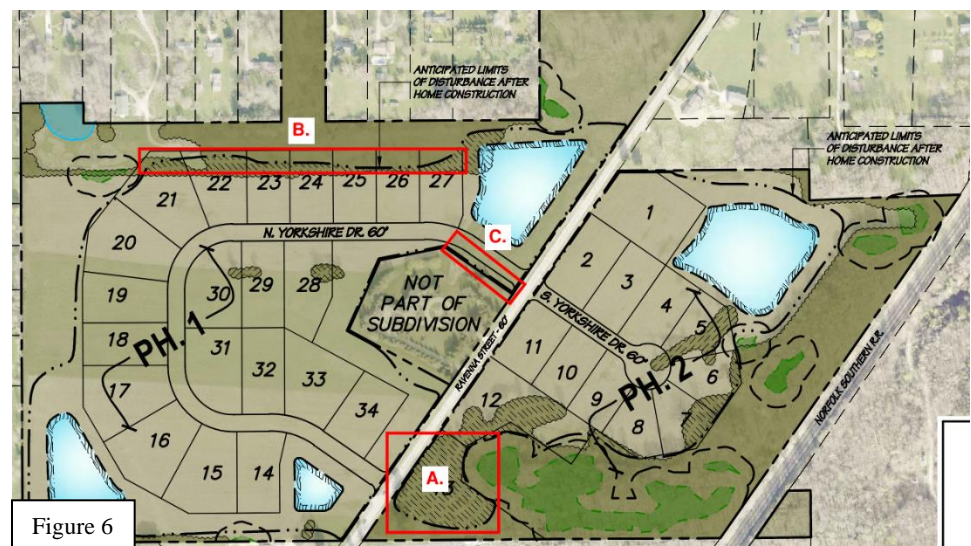 ANTICIPATED LIMITS
OF DISTURBANCE AFTER
HOME CONSTRUCTION
B.
ANTICIPATED LIMITS
OF DISTURBANCE AFTER
HOME CONSTRUCTION
21
22
23
24
25
26
27
1
20
N. YORKSHIRE DR. 60'
C.
2
3
19
30
29
28
NOT
PART OF
SUBDIVISION
4
5
18
PH. 1
31
S. YORKSHIRE DR. 60'
RAVENNA STREET - 60'
11
10
6
17
32
33
PH. 2
NORFOLK SOUTHERN R.R.
34
12
9
8
7
16
15
14
A.
Figure 6